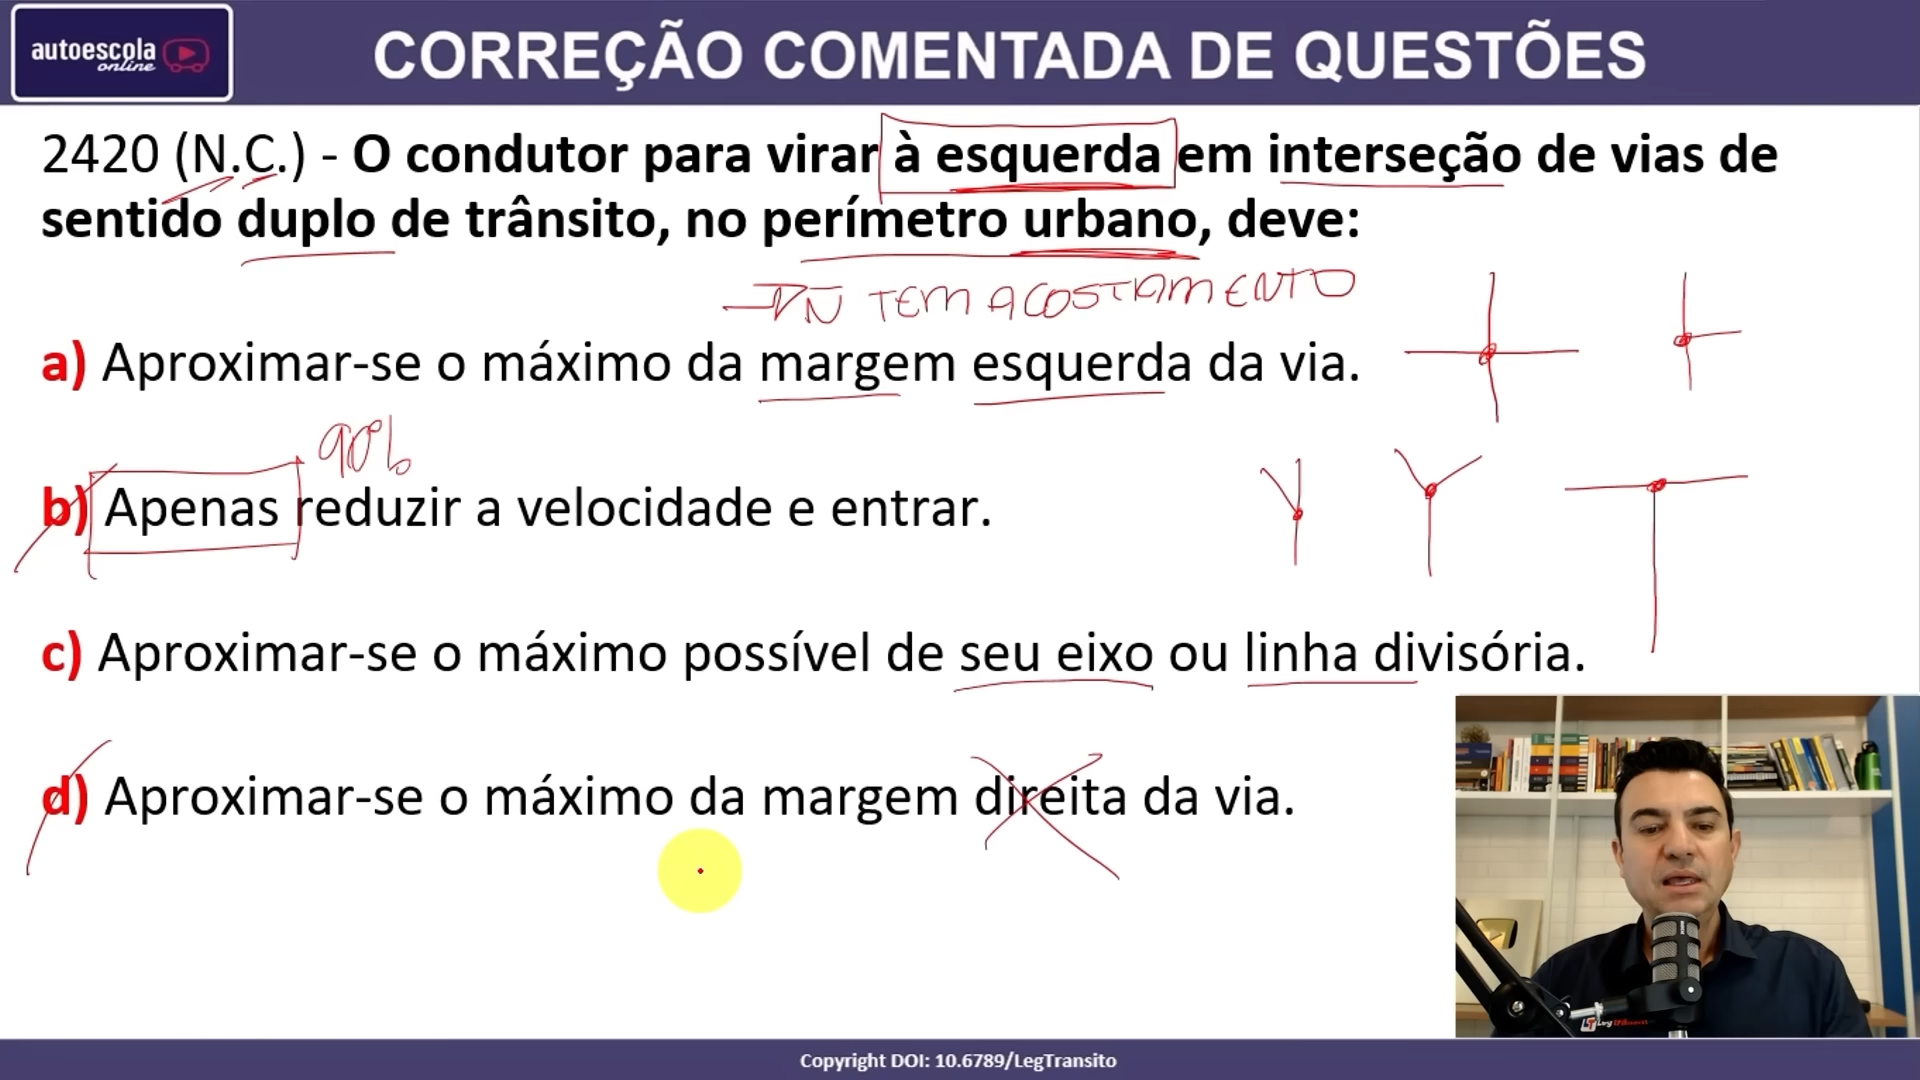 autoescola
online
CORREÇÃO COMENTADA DE QUESTÕES
2420 (N.C.) - O condutor para virar à esquerda em interseção de vias de
sentido duplo de trânsito, no perímetro urbano, deve:
Ñ TEM ACOSTAMENTO
a) Aproximar-se o máximo da margem esquerda da via.
90%
b) Apenas reduzir a velocidade e entrar.
c) Aproximar-se o máximo possível de seu eixo ou linha divisória.
d) Aproximar-se o máximo da margem direita da via.
Copyright DOI: 10.6789/LegTransito